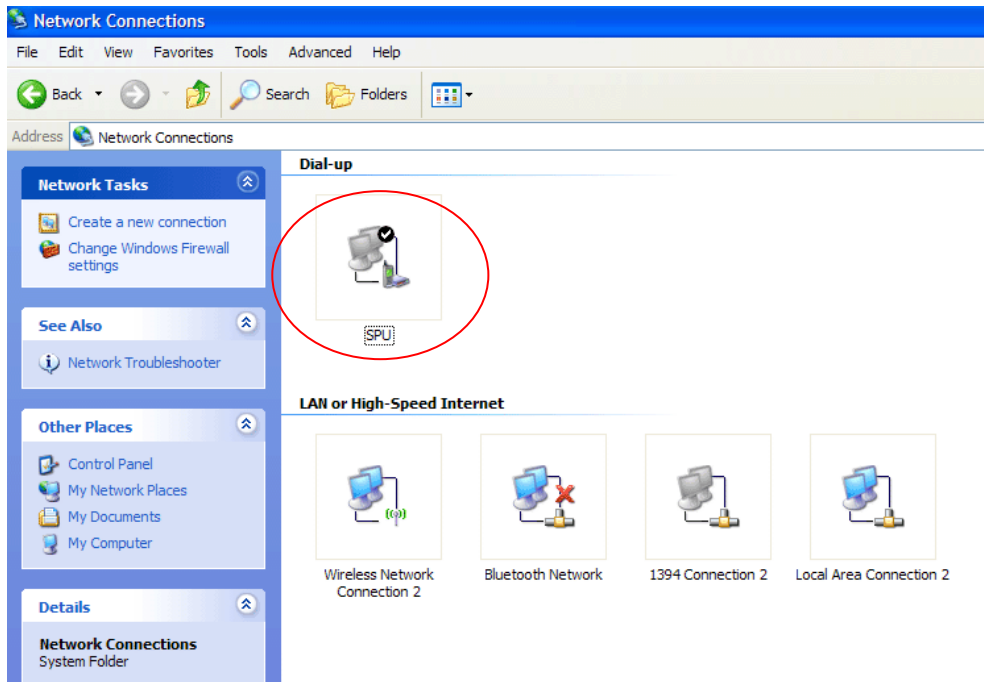 Network Connections
File Edit View Favorites Tools Advanced Help
Back Search Folders
Address Network Connections
Network Tasks
Create a new connection
Change Windows Firewall
settings
See Also
Network Troubleshooter
Other Places
Control Panel
My Network Places
My Documents
My Computer
Details
Network Connections
System Folder
Dial-up
SPU
LAN or High-Speed Internet
Wireless Network
Connection 2
Bluetooth Network
1394 Connection 2
Local Area Connection 2